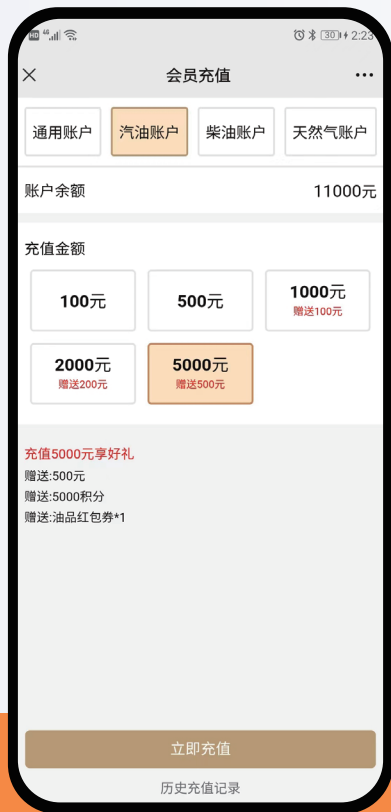 HD 4G 30 2:23
会员充值
通用账户 汽油账户 柴油账户 天然气账户
账户余额 11000元
充值金额
100元 500元 1000元
赠送100元
2000元 5000元
赠送200元 赠送500元
充值5000元享好礼
赠送:500元
赠送:5000积分
赠送:油品红包券*1
立即充值
历史充值记录